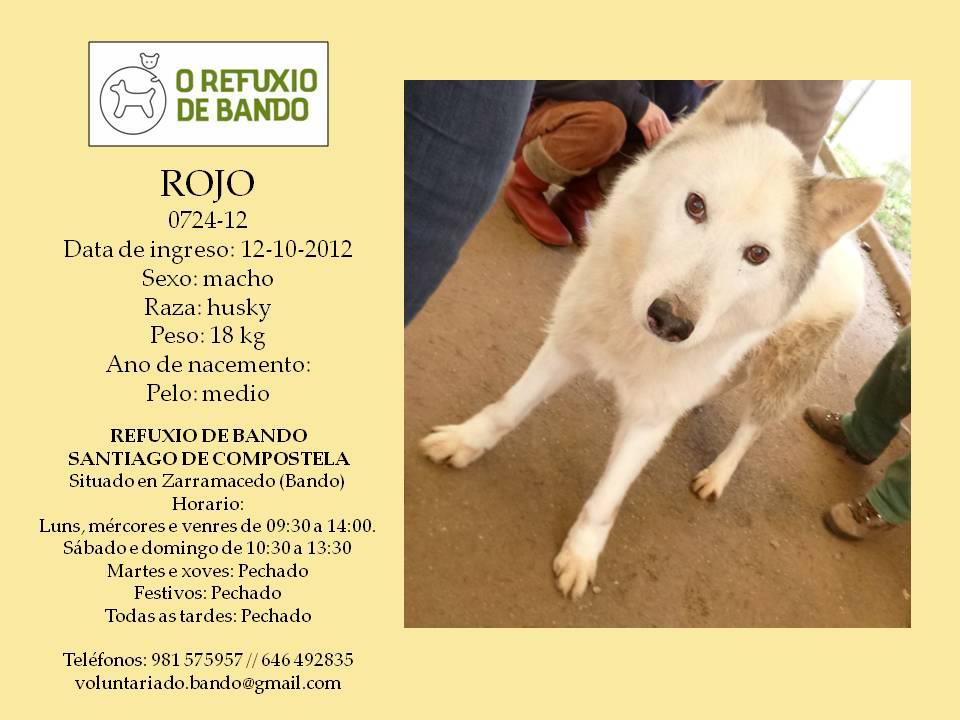 O REFUXIO
DE BANDO
ROJO
0724-12
Data de ingreso: 12-10-2012
Sexo: macho
Raza: husky
Peso: 18 kg
Ano de nacemento:
Pelo: medio
REFUXIO DE BANDO
SANTIAGO DE COMPOSTELA
Situado en Zarramacedo (Bando)
Horario:
Luns, mércores e venres de 09:30 a 14:00.
Sábado e domingo de 10:30 a 13:30
Martes e xoves: Pechado
Festivos: Pechado
Todas as tardes: Pechado
Teléfonos: 981 575957 // 646 492835
voluntariado.bando@gmail.com